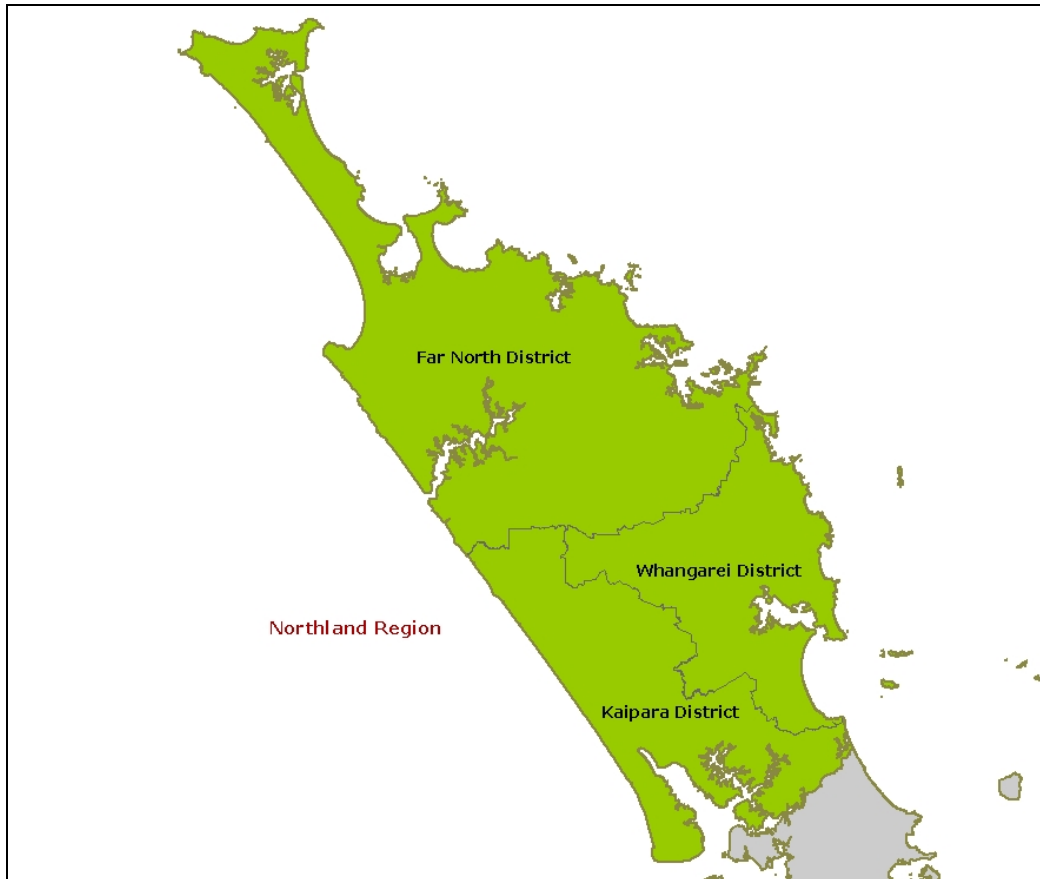 Far North District
Whangarei District
Northland Region
Kaipara District